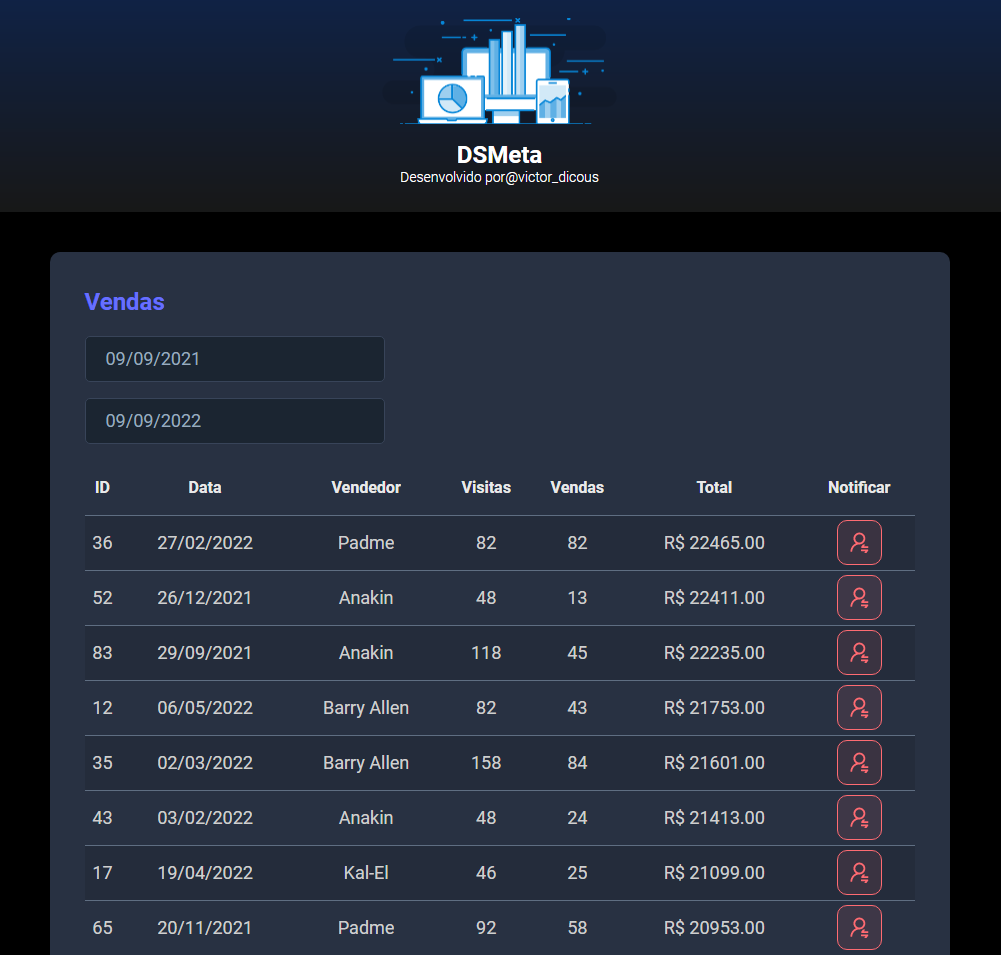 DSMeta
Desenvolvido por@victor_dicous
Vendas
09/09/2021
09/09/2022
ID Data Vendedor Visitas Vendas Total Notificar
36 27/02/2022 Padme 82 82 R$ 22465.00
52 26/12/2021 Anakin 48 13 R$ 22411.00
83 29/09/2021 Anakin 118 45 R$ 22235.00
12 06/05/2022 Barry Allen 82 43 R$ 21753.00
35 02/03/2022 Barry Allen 158 84 R$ 21601.00
43 03/02/2022 Anakin 48 24 R$ 21413.00
17 19/04/2022 Kal-El 46 25 R$ 21099.00
65 20/11/2021 Padme 92 58 R$ 20953.00